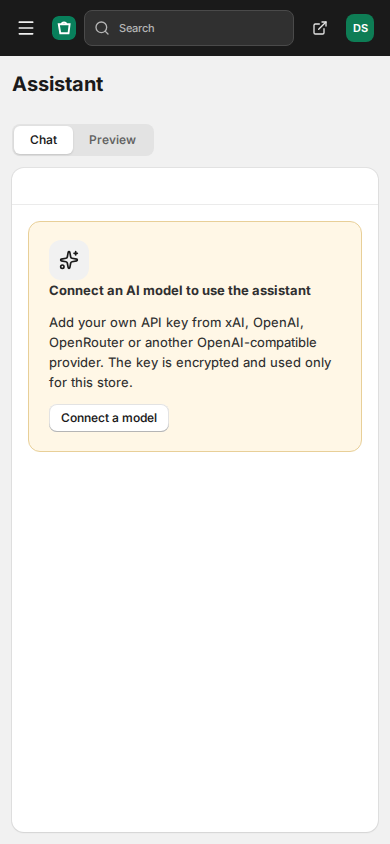 Search
DS
Assistant
Chat
Preview
Connect an AI model to use the assistant
Add your own API key from xAI, OpenAI,
OpenRouter or another OpenAI-compatible
provider. The key is encrypted and used only
for this store.
Connect a model